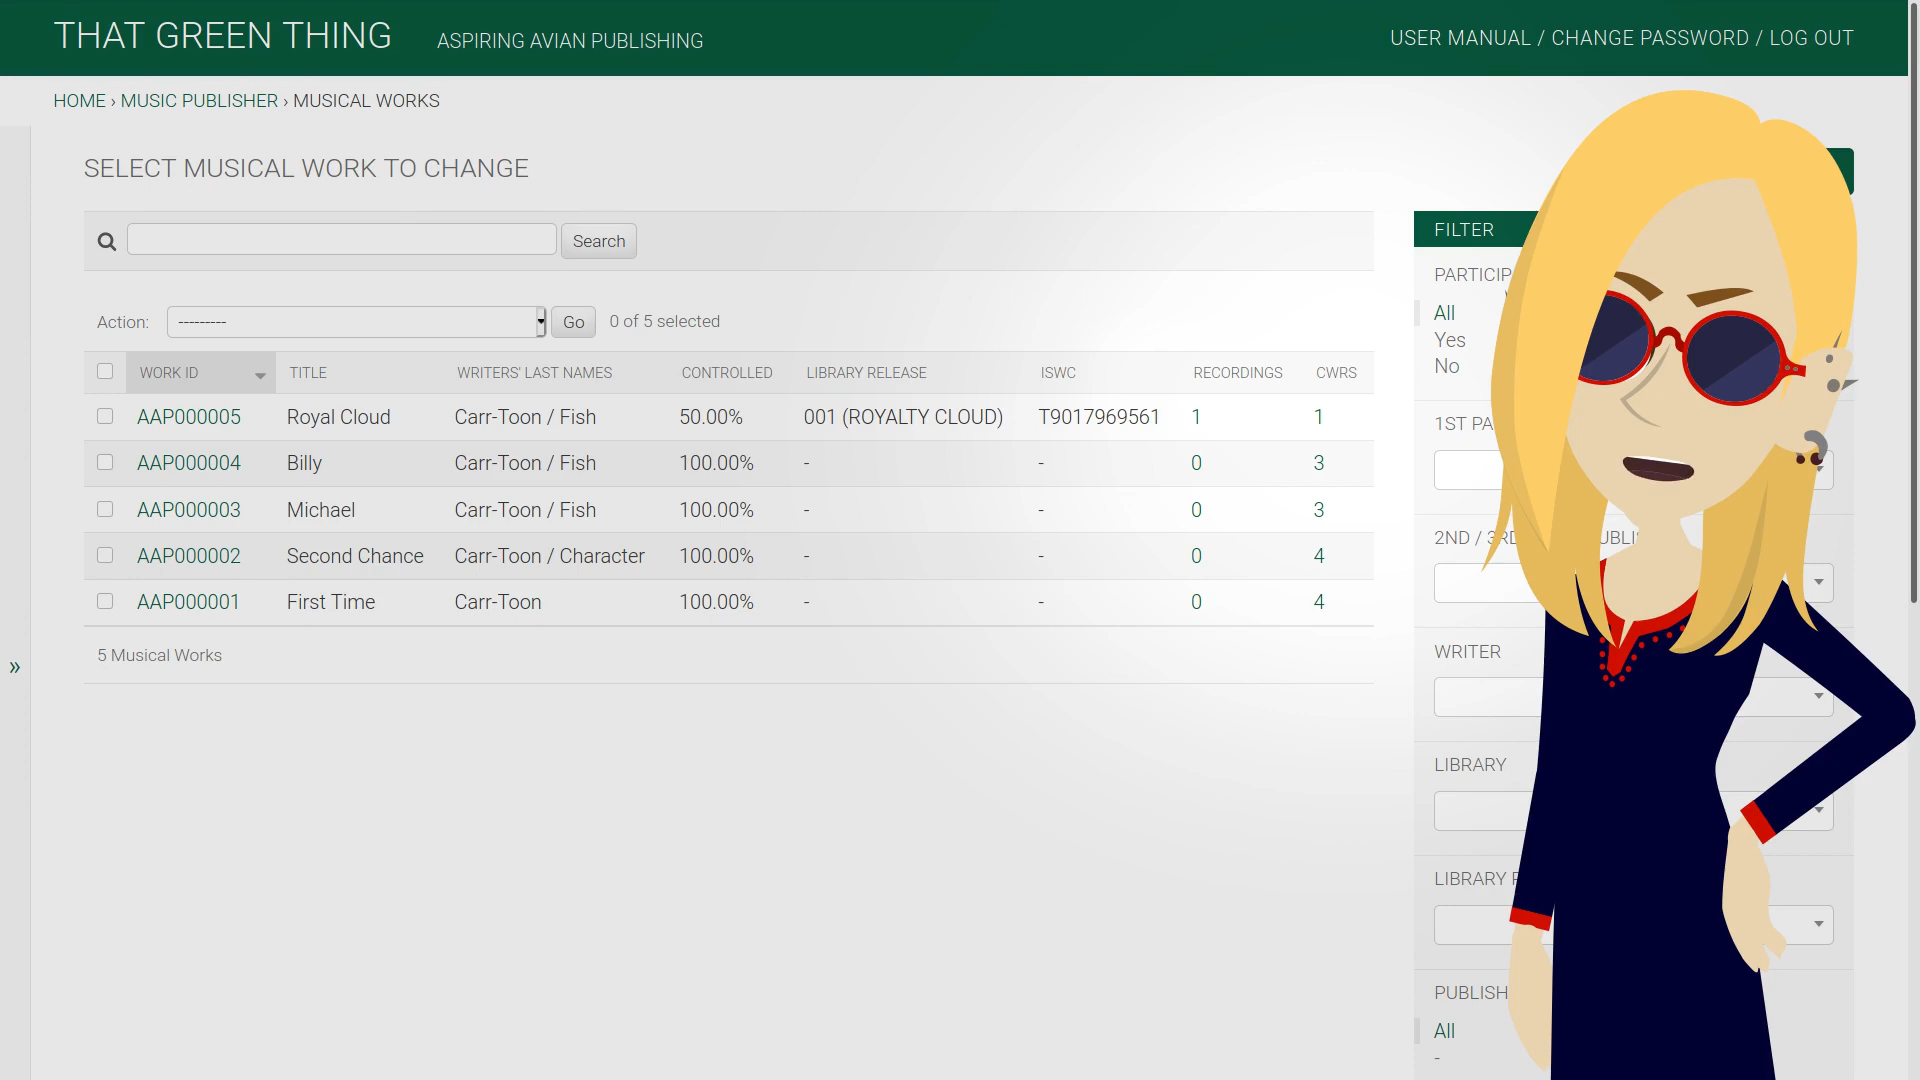 THAT GREEN THING ASPIRING AVIAN PUBLISHING USER MANUAL / CHANGE PASSWORD / LOG OUT
HOME › MUSIC PUBLISHER › MUSICAL WORKS
SELECT MUSICAL WORK TO CHANGE
Search
Action: --------- Go 0 of 5 selected
WORK ID TITLE WRITERS' LAST NAMES CONTROLLED LIBRARY RELEASE ISWC RECORDINGS CWRS
AAP000005 Royal Cloud Carr-Toon / Fish 50.00% 001 (ROYALTY CLOUD) T9017969561 1 1
AAP000004 Billy Carr-Toon / Fish 100.00% - - 0 3
AAP000003 Michael Carr-Toon / Fish 100.00% - - 0 3
AAP000002 Second Chance Carr-Toon / Character 100.00% - - 0 4
AAP000001 First Time Carr-Toon 100.00% - - 0 4
5 Musical Works
»
FILTER
All
Yes
No
1ST
2ND /
WRITER
LIBRARY
LIBRARY
All
-